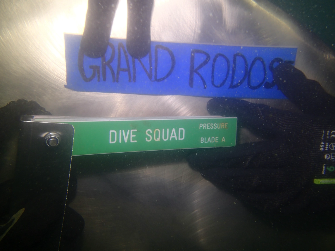 GRAND RODOS
DIVE SQUAD
PRESSURE
BLADE A